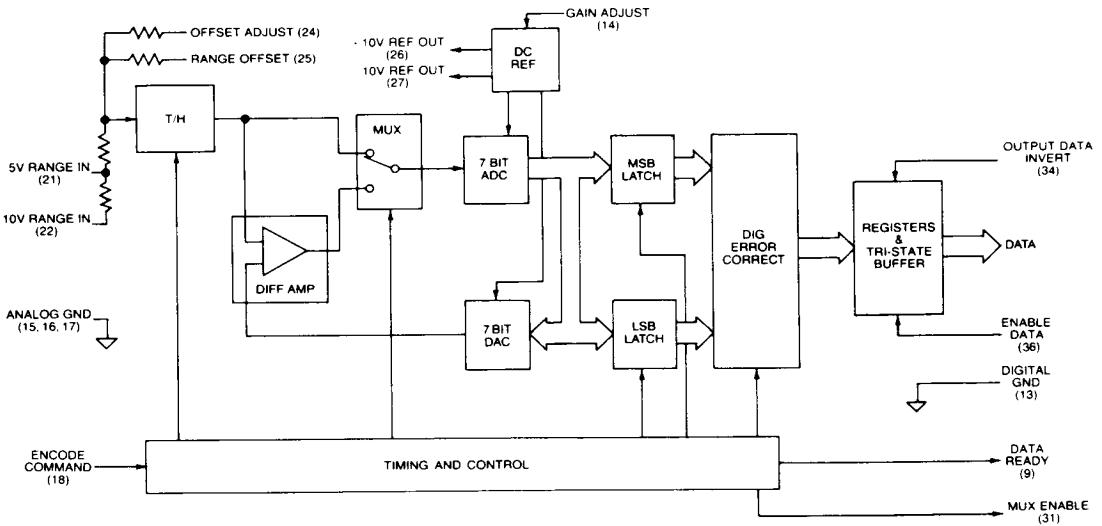 GAIN ADJUST
(14)
OFFSET ADJUST (24)
RANGE OFFSET (25)
- 10V REF OUT
(26)
10V REF OUT
(27)
DC
REF
T/H
MUX
5V RANGE IN
(21)
10V RANGE IN
(22)
7 BIT
ADC
MSB
LATCH
DIG
ERROR
CORRECT
OUTPUT DATA
INVERT
(34)
REGISTERS
&
TRI-STATE
BUFFER
DATA
DIFF AMP
ANALOG GND
(15, 16, 17)
7 BIT
DAC
LSB
LATCH
ENABLE
DATA
(36)
DIGITAL
GND
(13)
ENCODE
COMMAND
(18)
TIMING AND CONTROL
DATA
READY
(9)
MUX ENABLE
(31)